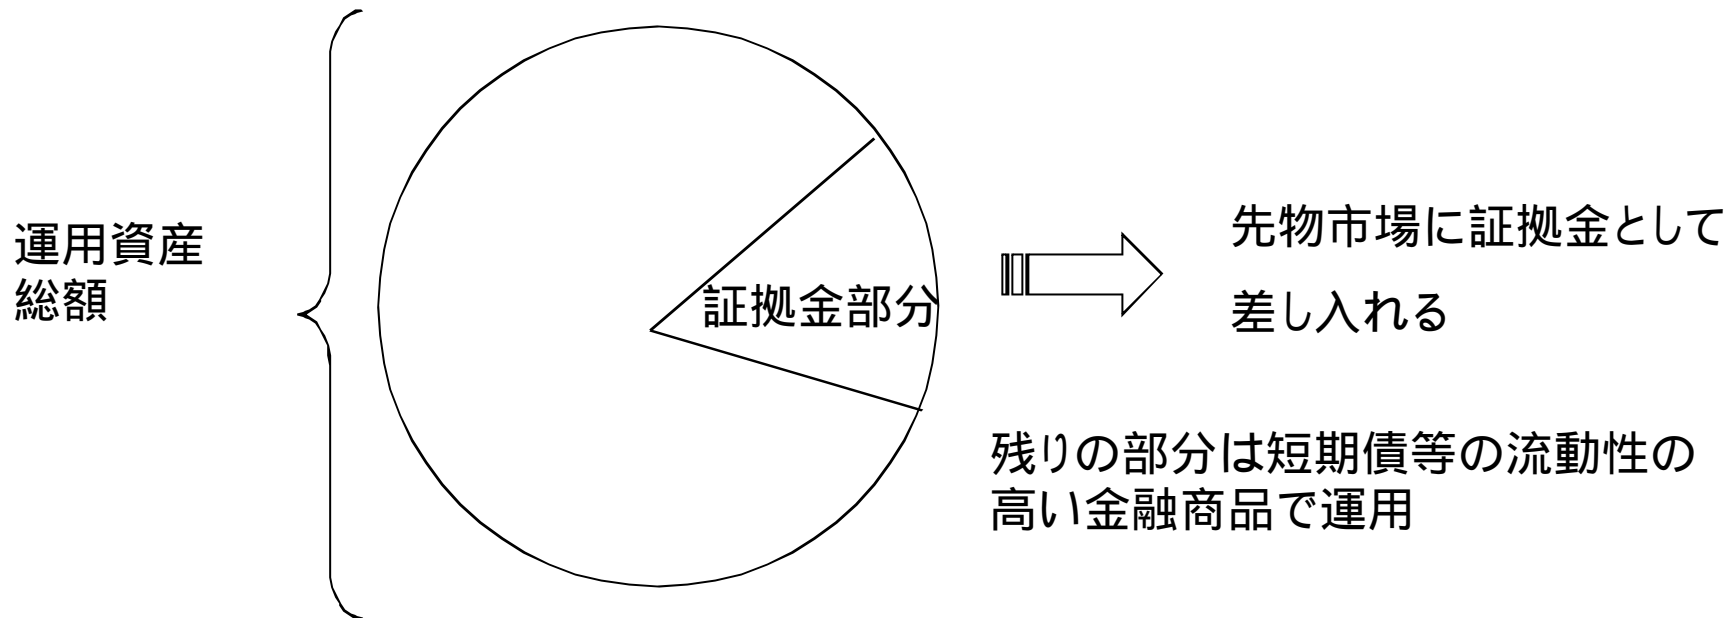 運用資産
総額
証拠金部分
先物市場に証拠金として
差し入れる
残りの部分は短期債等の流動性の
高い金融商品で運用